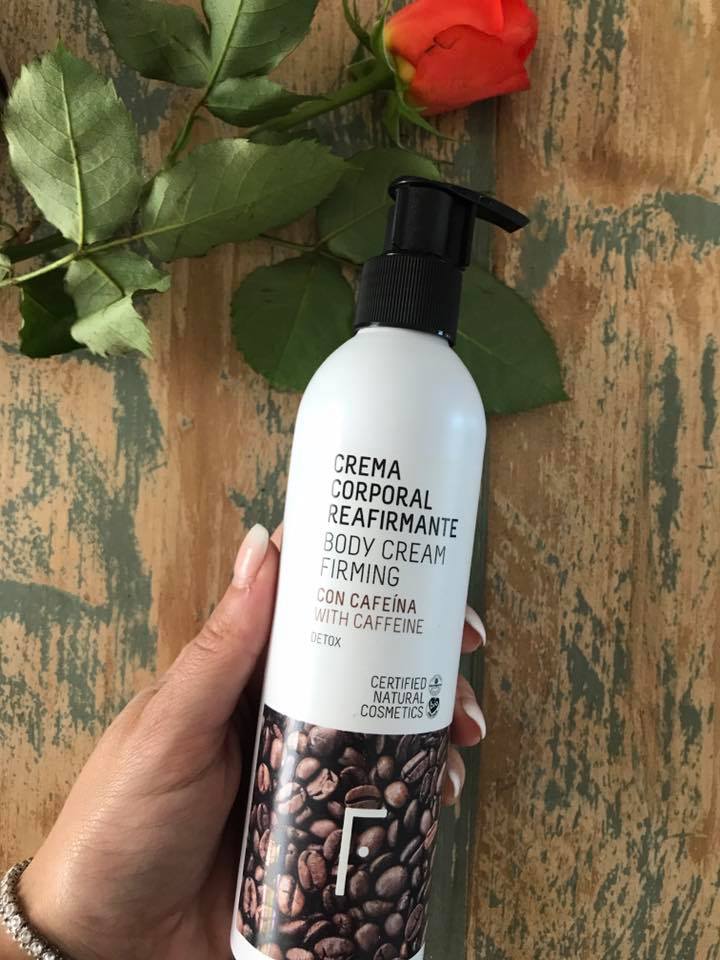 CREMA
CORPORAL
REAFIRMANTE
BODY CREAM
FIRMING
CON CAFEÍNA
WITH CAFFEINE
DETOX
CERTIFIED
NATURAL
COSMETICS